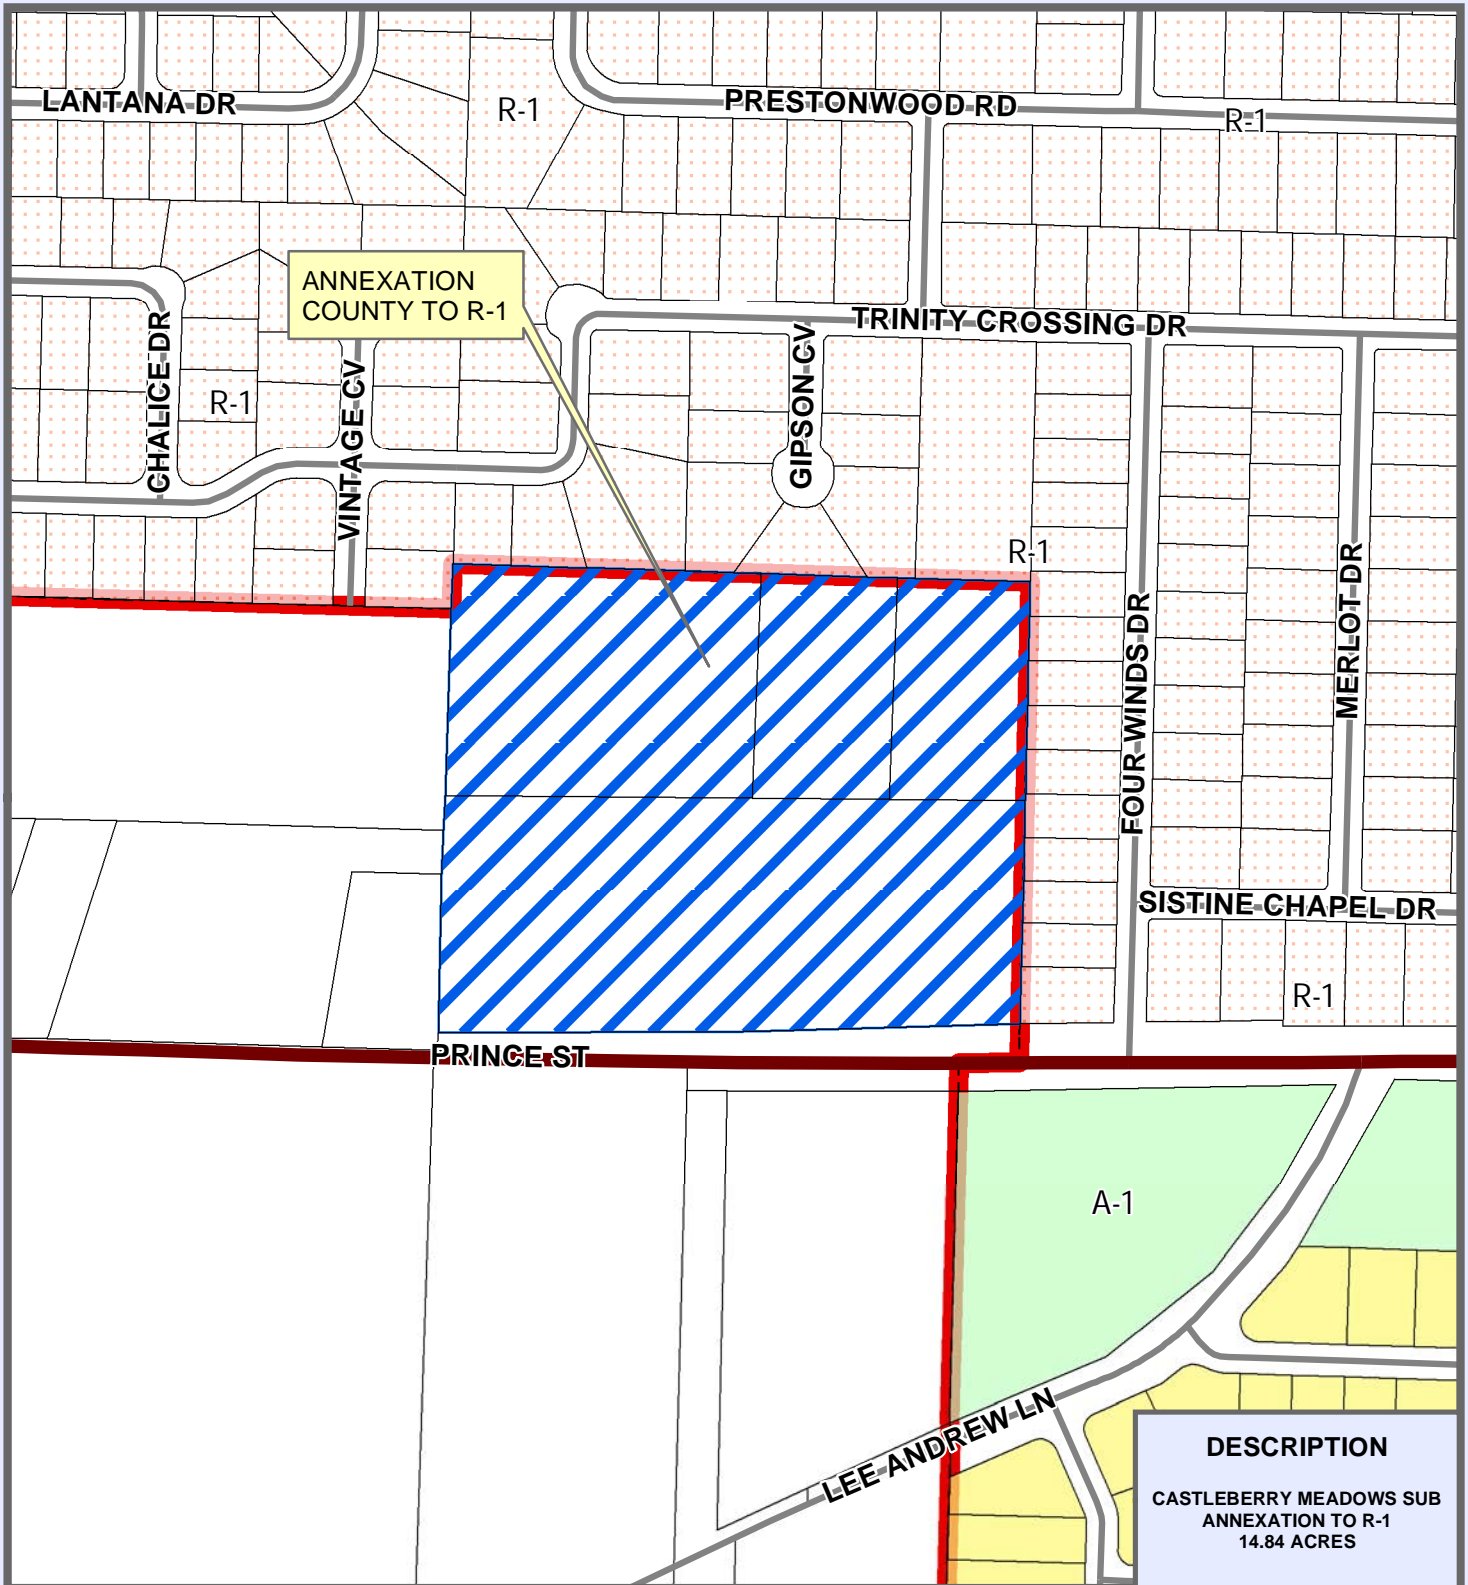 LANTANA DR
R-1
PRESTONWOOD RD
R-1
ANNEXATION
COUNTY TO R-1
TRINITY CROSSING DR
CHALICE DR
R-1
VINTAGE CV
GIPSON CV
R-1
FOUR WINDS DR
MERLOT DR
SISTINE CHAPEL DR
R-1
PRINCE ST
A-1
LEE ANDREW LN
DESCRIPTION
CASTLEBERRY MEADOWS SUB
ANNEXATION TO R-1
14.84 ACRES